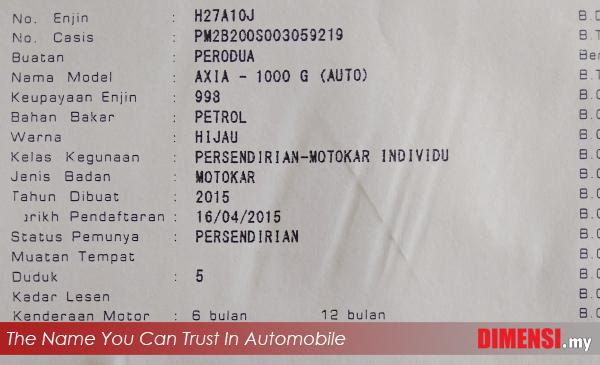 No. Enjin : H27A10J B.
No. Casis : PM2B200S003059219 B.
Buatan : PERODUA Be
Nama Model : AXIA - 1000 G (AUTO) B.
Keupayaan Enjin : 998 B.
Bahan Bakar : PETROL B.
Warna : HIJAU B.
Kelas Kegunaan : PERSENDIRIAN-MOTOKAR INDIVIDU B.
Jenis Badan : MOTOKAR B.
Tahun Dibuat : 2015 B.
arikh Pendaftaran : 16/04/2015 B.
Status Pemunya : PERSENDIRIAN B.
Muatan Tempat B.
Duduk : 5 B.
Kadar Lesen B.
Kenderaan Motor : 6 bulan 12 bulan B.
The Name You Can Trust In Automobile
DIMENSI.my